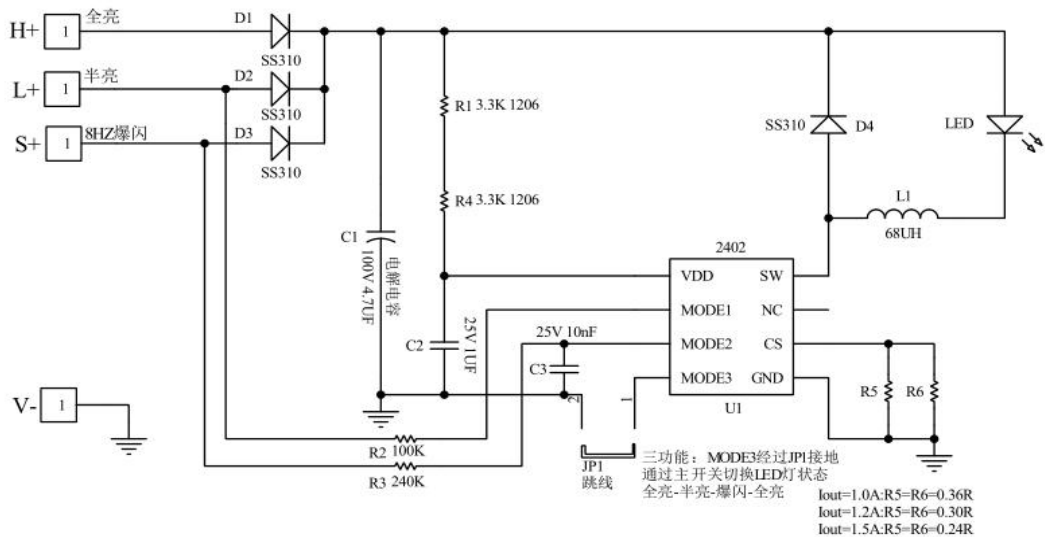 H+
1
全亮
D1
SS310
L+
1
半亮
D2
SS310
S+
1
8HZ爆闪
D3
SS310
R1 3.3K 1206
R4 3.3K 1206
SS310
D4
LED
L1
68UH
C1
电解电容
100V 4.7UF
C2
25V 1UF
25V 10nF
C3
2402
VDD
SW
MODE1
NC
MODE2
CS
MODE3
GND
U1
R5
R6
V-
1
R2
100K
R3
240K
2
1
JP1
跳线
三功能：MODE3经过JP1接地
通过主开关切换LED灯状态
全亮-半亮-爆闪-全亮
Iout=1.0A:R5=R6=0.36R
Iout=1.2A:R5=R6=0.30R
Iout=1.5A:R5=R6=0.24R